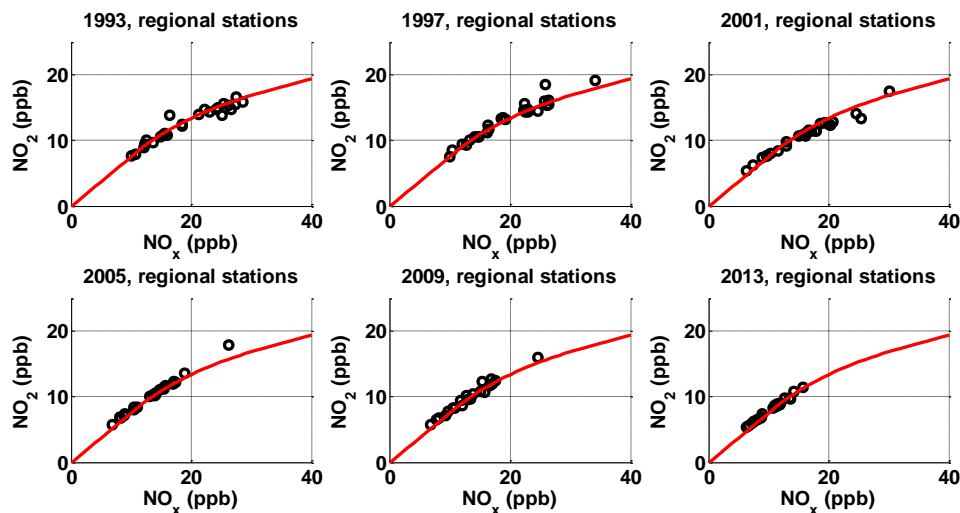 1993, regional stations
1997, regional stations
2001, regional stations
NO2 (ppb)
20
10
0
0 20 40
NOx (ppb)
NO2 (ppb)
20
10
0
0 20 40
NOx (ppb)
NO2 (ppb)
20
10
0
0 20 40
NOx (ppb)
2005, regional stations
2009, regional stations
2013, regional stations
NO2 (ppb)
20
10
0
0 20 40
NOx (ppb)
NO2 (ppb)
20
10
0
0 20 40
NOx (ppb)
NO2 (ppb)
20
10
0
0 20 40
NOx (ppb)